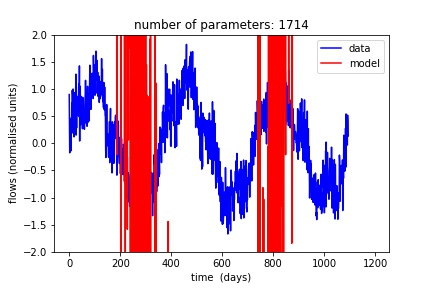 number of parameters: 1714
2.0
1.5
1.0
0.5
0.0
−0.5
−1.0
−1.5
−2.0
flows (normalised units)
data
model
0 200 400 600 800 1000 1200
time (days)